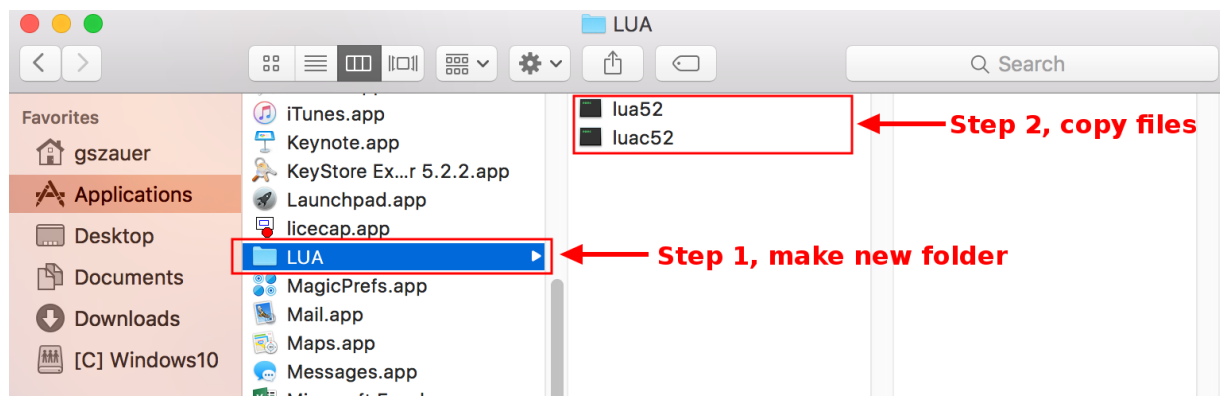 LUA
Search
Favorites
gszauer
Applications
Desktop
Documents
Downloads
[C] Windows10
iTunes.app
Keynote.app
KeyStore Ex...r 5.2.2.app
Launchpad.app
licecap.app
LUA
MagicPrefs.app
Mail.app
Maps.app
Messages.app
lua52
luac52
Step 2, copy files
Step 1, make new folder